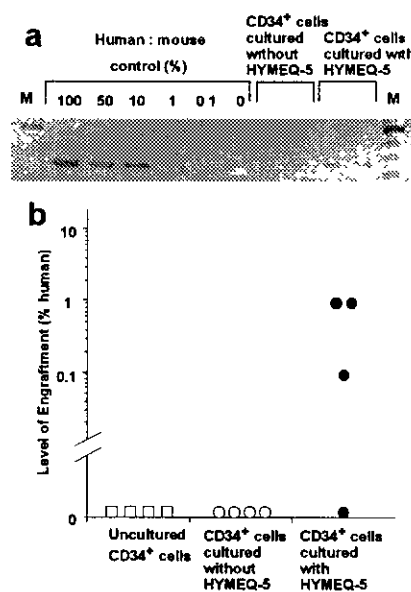 a
Human : mouse
control (%)
CD34+ cells
cultured
without
HYMEQ-5
CD34+ cells
cultured with
HYMEQ-5
M 100 50 10 1 0 1 0 M
b
Level of Engraftment (% human)
10
1
0.1
0
Uncultured
CD34+ cells
CD34+ cells
cultured
without
HYMEQ-5
CD34+ cells
cultured
with
HYMEQ-5